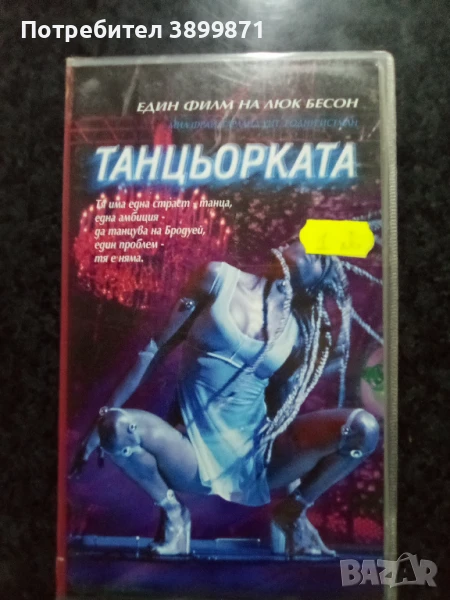 Потребител 3899871
ЕДИН ФИЛМ НА ЛЮК БЕСОН
ТАНЦЬОРКАТА
Тя има една страст - танца,
една амбиция -
да танцува на Бродуей,
един проблем -
тя е няма.
BAZAR